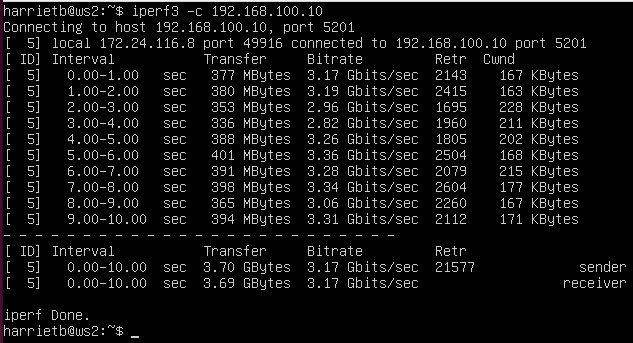 harrietb@ws2:~$ iperf3 -c 192.168.100.10
Connecting to host 192.168.100.10, port 5201
[  5] local 172.24.116.8 port 49916 connected to 192.168.100.10 port 5201
[ ID] Interval           Transfer     Bitrate         Retr  Cwnd
[  5]   0.00-1.00   sec   377 MBytes  3.17 Gbits/sec  2143    167 KBytes
[  5]   1.00-2.00   sec   380 MBytes  3.19 Gbits/sec  2415    163 KBytes
[  5]   2.00-3.00   sec   353 MBytes  2.96 Gbits/sec  1695    228 KBytes
[  5]   3.00-4.00   sec   336 MBytes  2.82 Gbits/sec  1960    211 KBytes
[  5]   4.00-5.00   sec   388 MBytes  3.26 Gbits/sec  1805    202 KBytes
[  5]   5.00-6.00   sec   401 MBytes  3.36 Gbits/sec  2504    168 KBytes
[  5]   6.00-7.00   sec   391 MBytes  3.28 Gbits/sec  2079    215 KBytes
[  5]   7.00-8.00   sec   398 MBytes  3.34 Gbits/sec  2604    177 KBytes
[  5]   8.00-9.00   sec   365 MBytes  3.06 Gbits/sec  2260    167 KBytes
[  5]   9.00-10.00  sec   394 MBytes  3.31 Gbits/sec  2112    171 KBytes
- - - - - - - - - - - - - - - - - - - - - - - - -
[ ID] Interval           Transfer     Bitrate         Retr
[  5]   0.00-10.00  sec  3.70 GBytes  3.17 Gbits/sec  21577             sender
[  5]   0.00-10.00  sec  3.69 GBytes  3.17 Gbits/sec                  receiver

iperf Done.
harrietb@ws2:~$ _